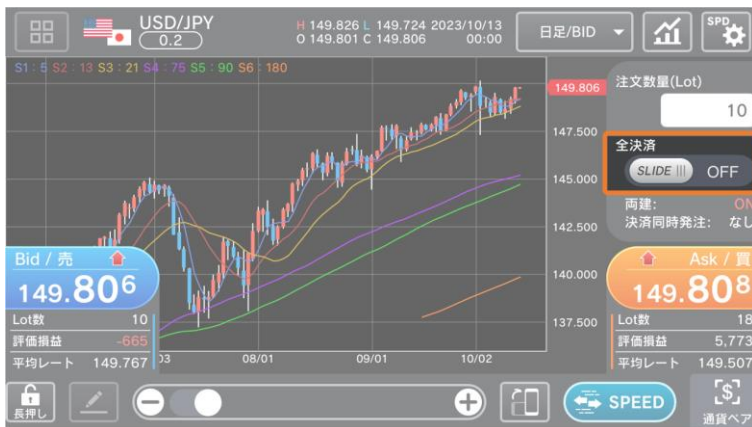 USD/JPY
0.2
H 149.826 L 149.724 2023/10/13
O 149.801 C 149.806 00:00
日足/BID
SPD
S1 : 5 S2 : 13 S3 : 21 S4 : 75 S5 : 90 S6 : 180
149.806
147.500
145.000
142.500
140.000
137.500
08/01
09/01
10/02
注文数量(Lot)
10
全決済
SLIDE OFF
両建: ON
決済同時発注: なし
Bid / 売
149.806
Lot数 10
評価損益 -665
平均レート 149.767
Ask / 買
149.808
Lot数 18
評価損益 5,773
平均レート 149.507
長押し
SPEED
通貨ペア